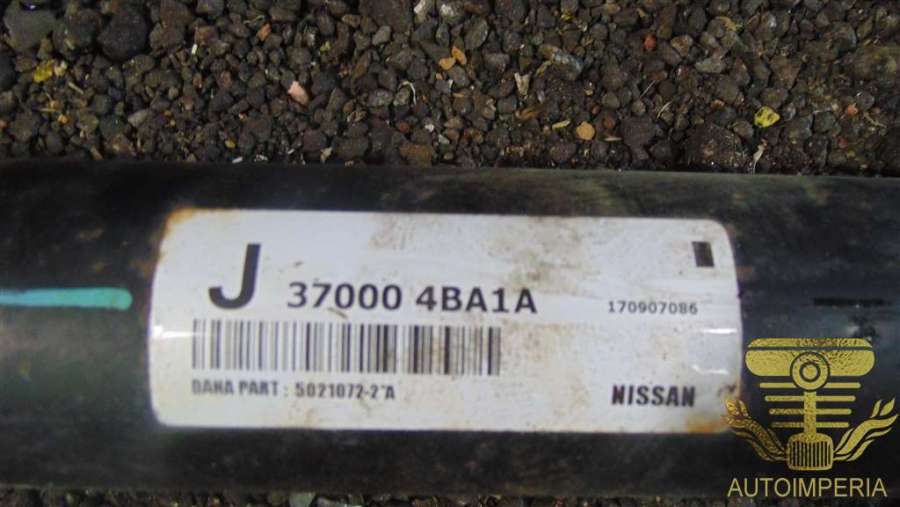 J 37000 4BA1A
170907086
DANA PART : 5021072-2 A
NISSAN
AUTOIMPERIA